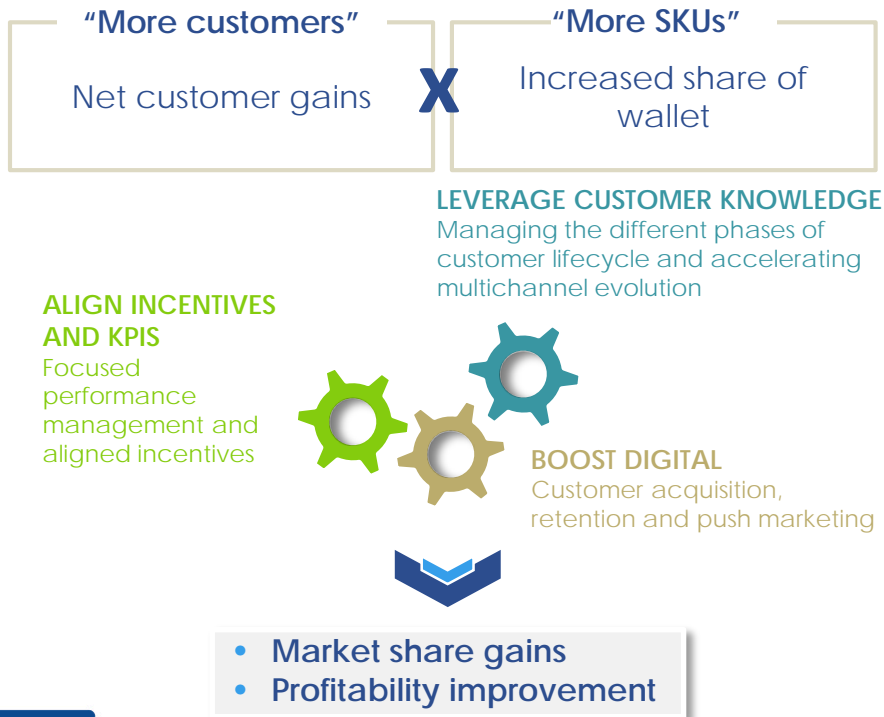 “More customers”
Net customer gains
X
“More SKUs”
Increased share of
wallet
LEVERAGE CUSTOMER KNOWLEDGE
Managing the different phases of
customer lifecycle and accelerating
multichannel evolution
ALIGN INCENTIVES
AND KPIS
Focused
performance
management and
aligned incentives
BOOST DIGITAL
Customer acquisition,
retention and push marketing
• Market share gains
• Profitability improvement